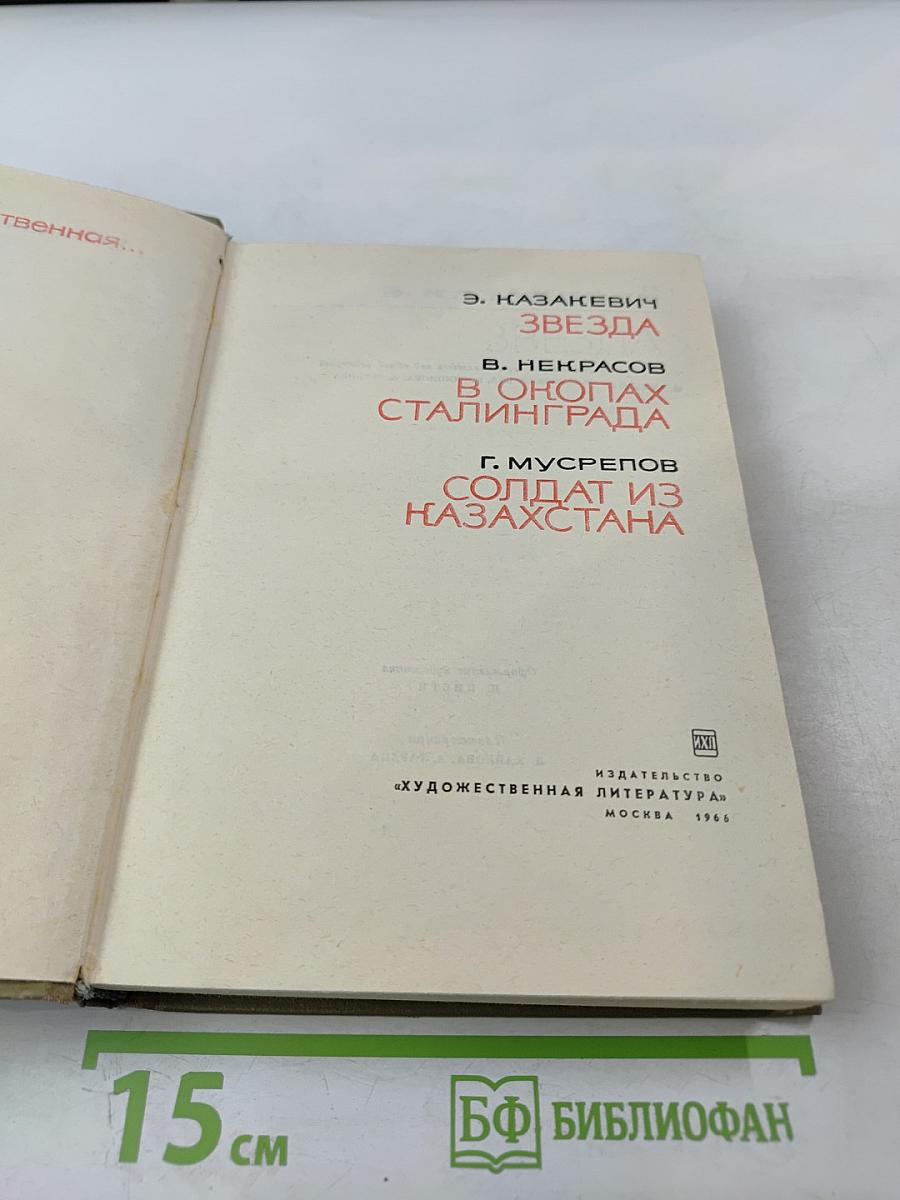 твенная...
Э. КАЗАКЕВИЧ
ЗВЕЗДА
В. НЕКРАСОВ
В ОКОПАХ
СТАЛИНГРАДА
Г. МУСРЕПОВ
СОЛДАТ ИЗ
КАЗАХСТАНА
ИХЛ
ИЗДАТЕЛЬСТВО
«ХУДОЖЕСТВЕННАЯ ЛИТЕРАТУРА»
МОСКВА 1966
15 см
БФ БИБЛИОФАН